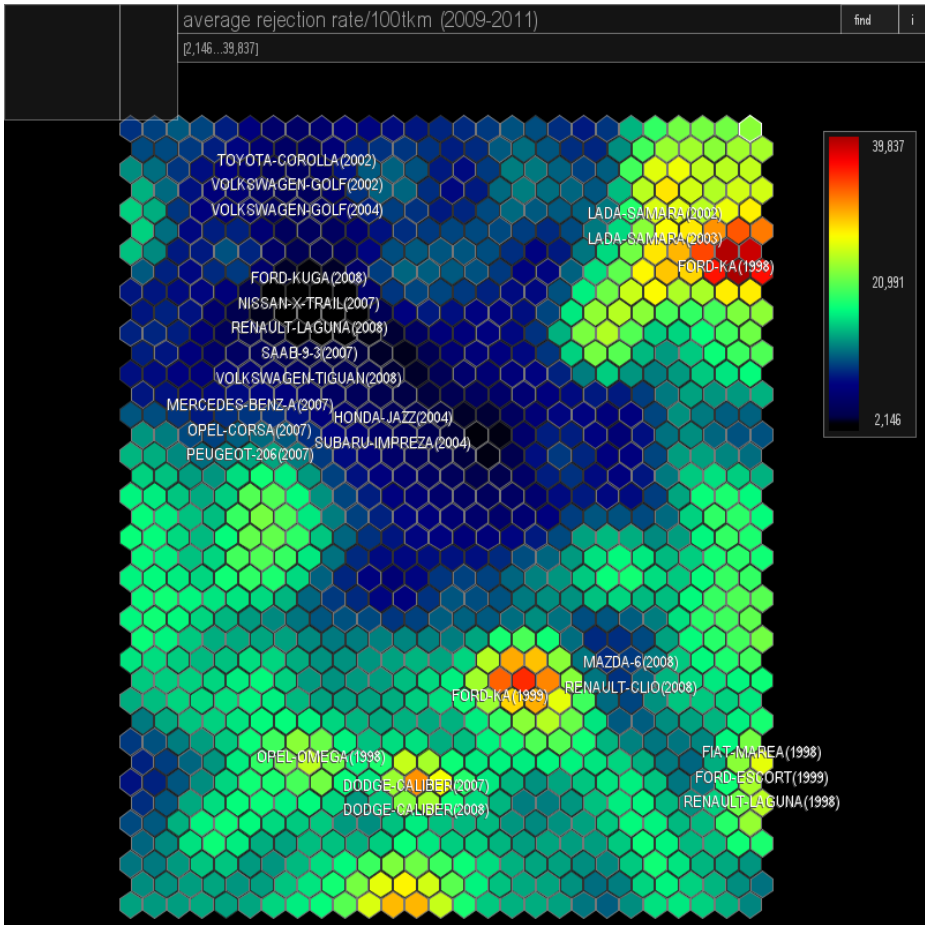 average rejection rate/100tkm (2009-2011)
find
i
[2,146...39,837]
39,837
20,991
2,146
TOYOTA-COROLLA(2002)
VOLKSWAGEN-GOLF(2002)
VOLKSWAGEN-GOLF(2004)
LADA-SAMARA(2002)
LADA-SAMARA(2003)
FORD-KA(1998)
FORD-KUGA(2008)
NISSAN-X-TRAIL(2007)
RENAULT-LAGUNA(2008)
SAAB-9-3(2007)
VOLKSWAGEN-TIGUAN(2008)
MERCEDES-BENZ-A(2007)
HONDA-JAZZ(2004)
OPEL-CORSA(2007)
SUBARU-IMPREZA(2004)
PEUGEOT-206(2007)
MAZDA-6(2008)
RENAULT-CLIO(2008)
FORD-KA(1999)
OPEL-OMEGA(1998)
FIAT-MAREA(1998)
FORD-ESCORT(1999)
RENAULT-LAGUNA(1998)
DODGE-CALIBER(2007)
DODGE-CALIBER(2008)